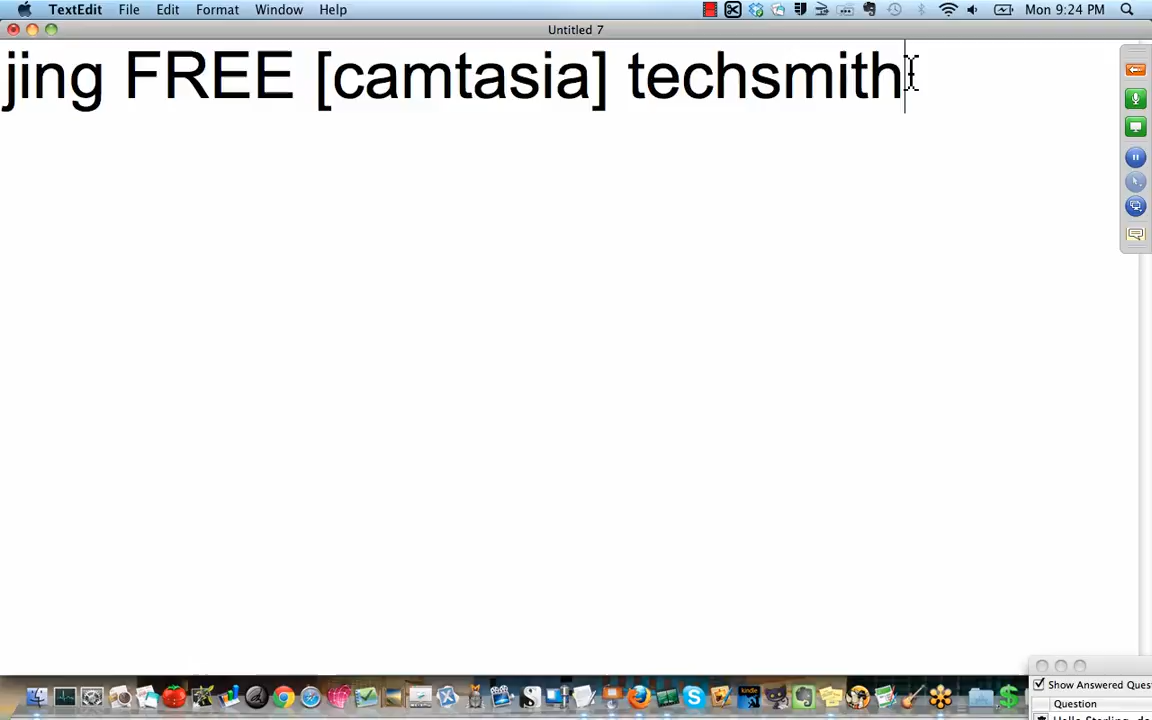 TextEdit File Edit Format Window Help Mon 9:24 PM
Untitled 7
jing FREE [camtasia] techsmith
Show Answered Ques
Question